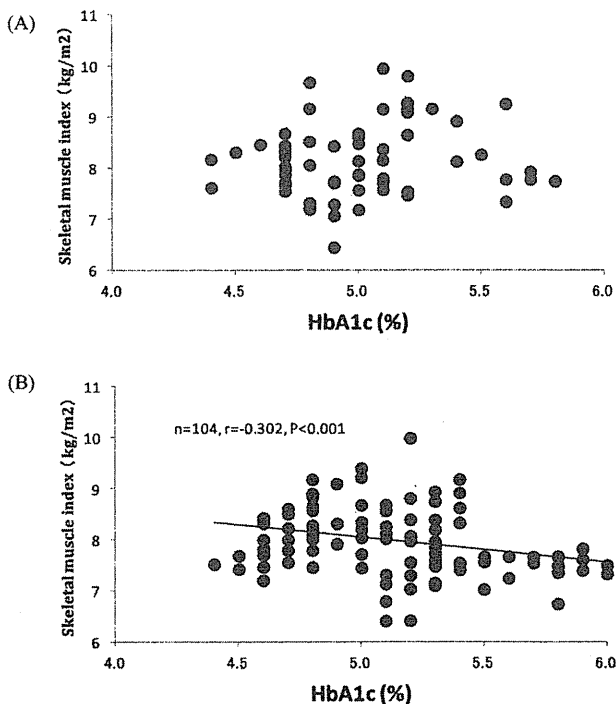 (A)
Skeletal muscle index (kg/m2)
11
10
9
8
7
6
4.0 4.5 5.0 5.5 6.0
HbA1c (%)
(B)
Skeletal muscle index (kg/m2)
11
10
9
8
7
6
n=104, r=-0.302, P<0.001
4.0 4.5 5.0 5.5 6.0
HbA1c (%)